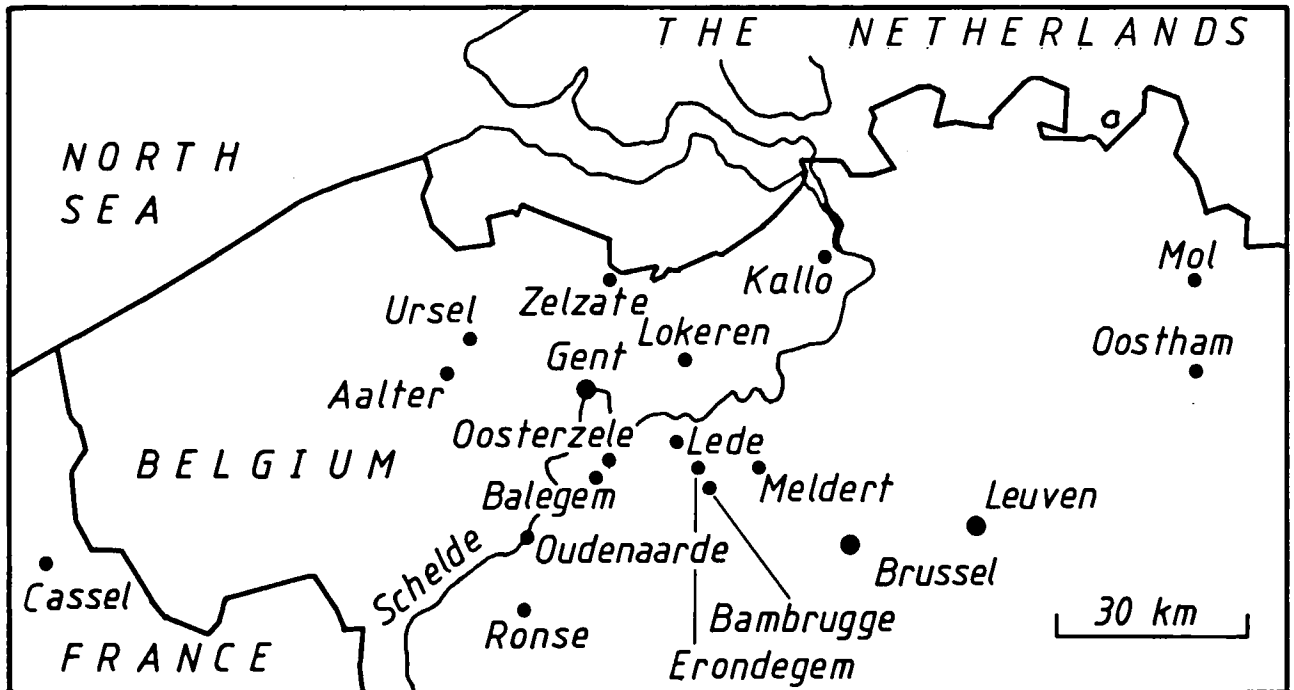 THE NETHERLANDS
NORTH
SEA
Mol
Kallo
Zelzate
Ursel
Lokeren
Oostham
Gent
Aalter
Oosterzele
Lede
BELGIUM
Balegem
Meldert
Leuven
Schelde
Oudenaarde
Brussel
Cassel
30 km
Bambrugge
Ronse
FRANCE
Erondegem